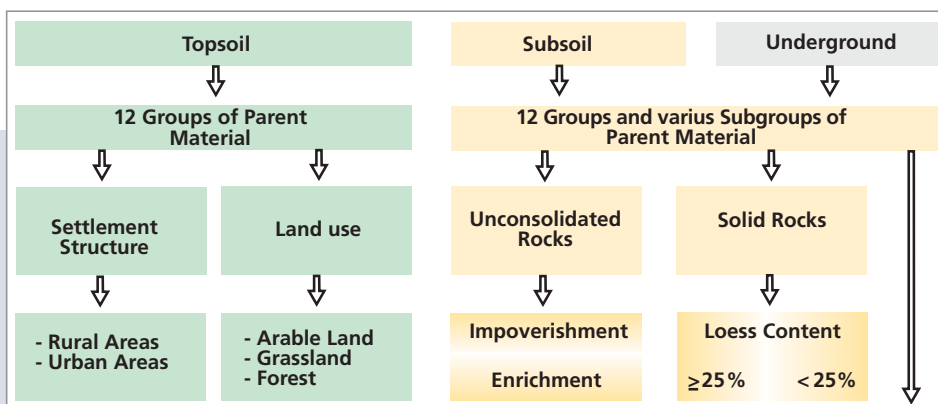 Topsoil
Subsoil
Underground
12 Groups of Parent
Material
12 Groups and varius Subgroups of
Parent Material
Settlement
Structure
Land use
Unconsolidated
Rocks
Solid Rocks
- Rural Areas
- Urban Areas
- Arable Land
- Grassland
- Forest
Impoverishment
Enrichment
Loess Content
≥25% <25%